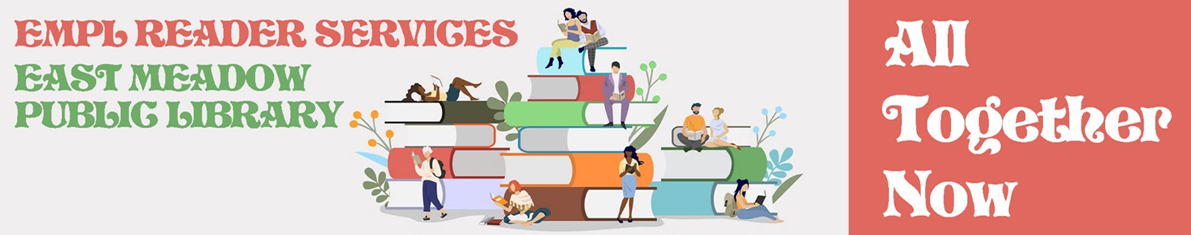 EMPL READER SERVICES
EAST MEADOW
PUBLIC LIBRARY
All
Together
Now